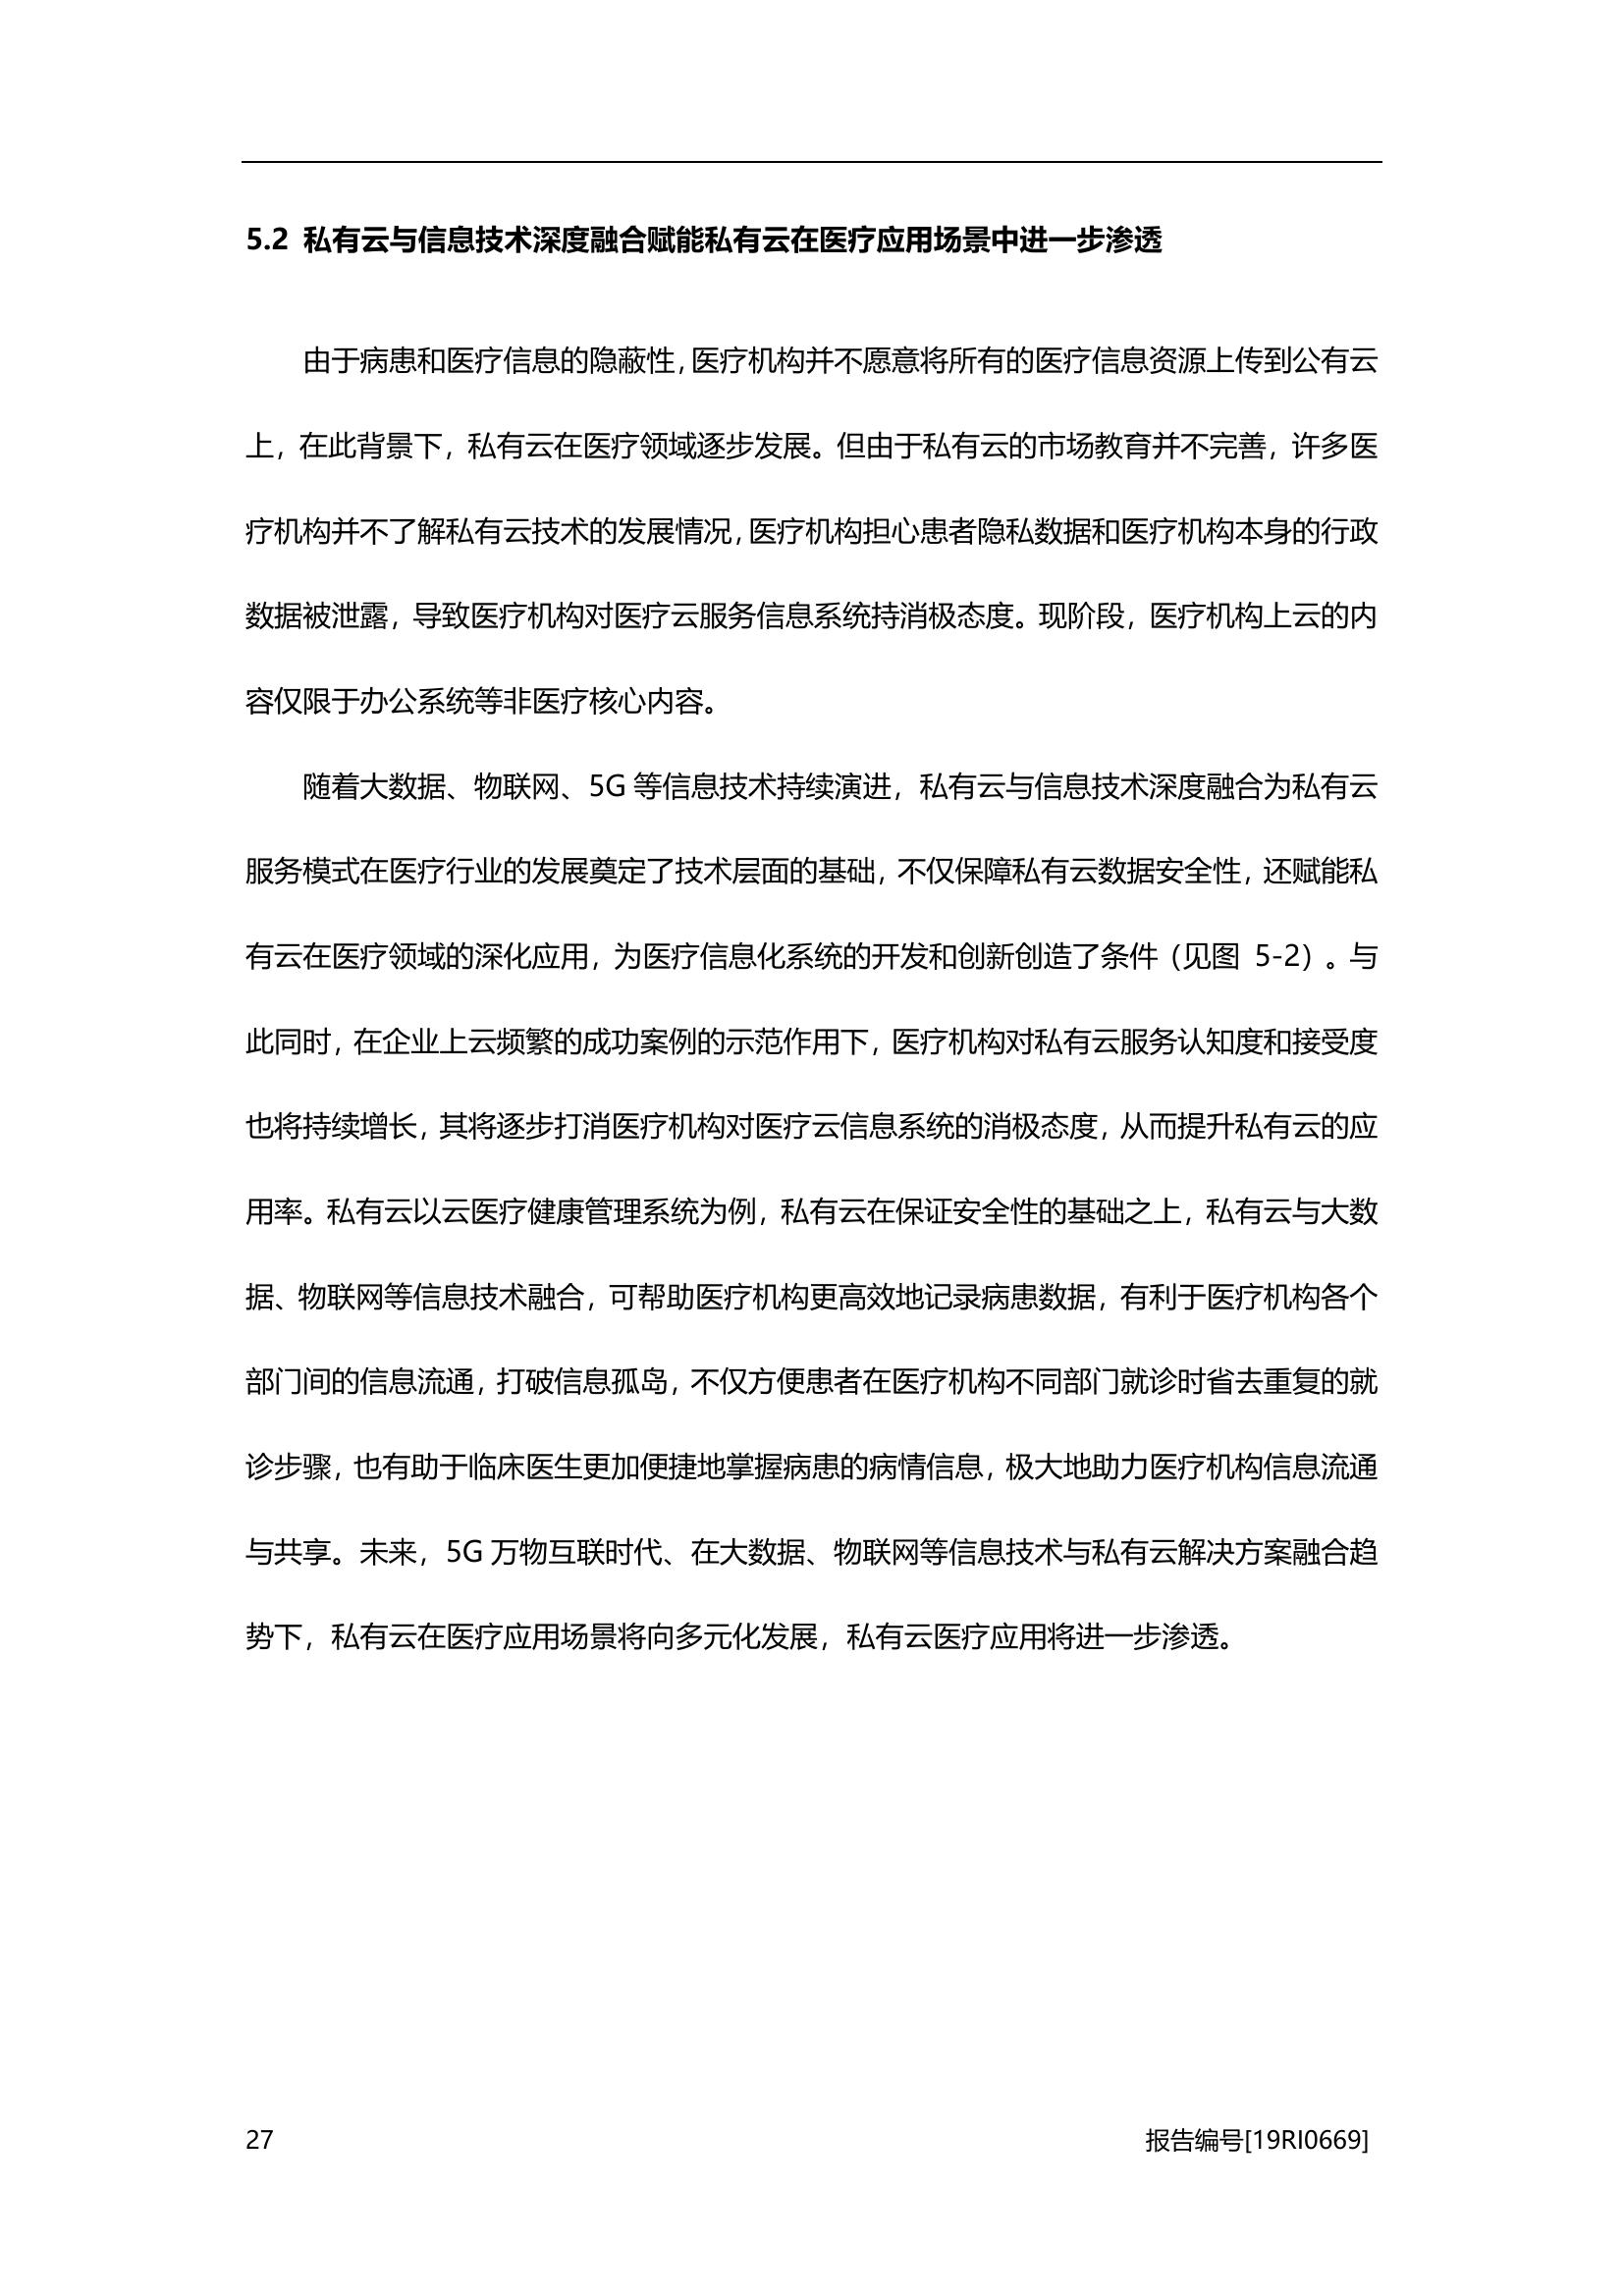 5.2 私有云与信息技术深度融合赋能私有云在医疗应用场景中进一步渗透
由于病患和医疗信息的隐蔽性，医疗机构并不愿意将所有的医疗信息资源上传到公有云
上，在此背景下，私有云在医疗领域逐步发展。但由于私有云的市场教育并不完善，许多医
疗机构并不了解私有云技术的发展情况，医疗机构担心患者隐私数据和医疗机构本身的行政
数据被泄露，导致医疗机构对医疗云服务信息系统持消极态度。现阶段，医疗机构上云的内
容仅限于办公系统等非医疗核心内容。
随着大数据、物联网、5G 等信息技术持续演进，私有云与信息技术深度融合为私有云
服务模式在医疗行业的发展奠定了技术层面的基础，不仅保障私有云数据安全性，还赋能私
有云在医疗领域的深化应用，为医疗信息化系统的开发和创新创造了条件（见图 5-2）。与
此同时，在企业上云频繁的成功案例的示范作用下，医疗机构对私有云服务认知度和接受度
也将持续增长，其将逐步打消医疗机构对医疗云信息系统的消极态度，从而提升私有云的应
用率。私有云以云医疗健康管理系统为例，私有云在保证安全性的基础之上，私有云与大数
据、物联网等信息技术融合，可帮助医疗机构更高效地记录病患数据，有利于医疗机构各个
部门间的信息流通，打破信息孤岛，不仅方便患者在医疗机构不同部门就诊时省去重复的就
诊步骤，也有助于临床医生更加便捷地掌握病患的病情信息，极大地助力医疗机构信息流通
与共享。未来，5G 万物互联时代、在大数据、物联网等信息技术与私有云解决方案融合趋
势下，私有云在医疗应用场景将向多元化发展，私有云医疗应用将进一步渗透。
27 报告编号[19RI0669]